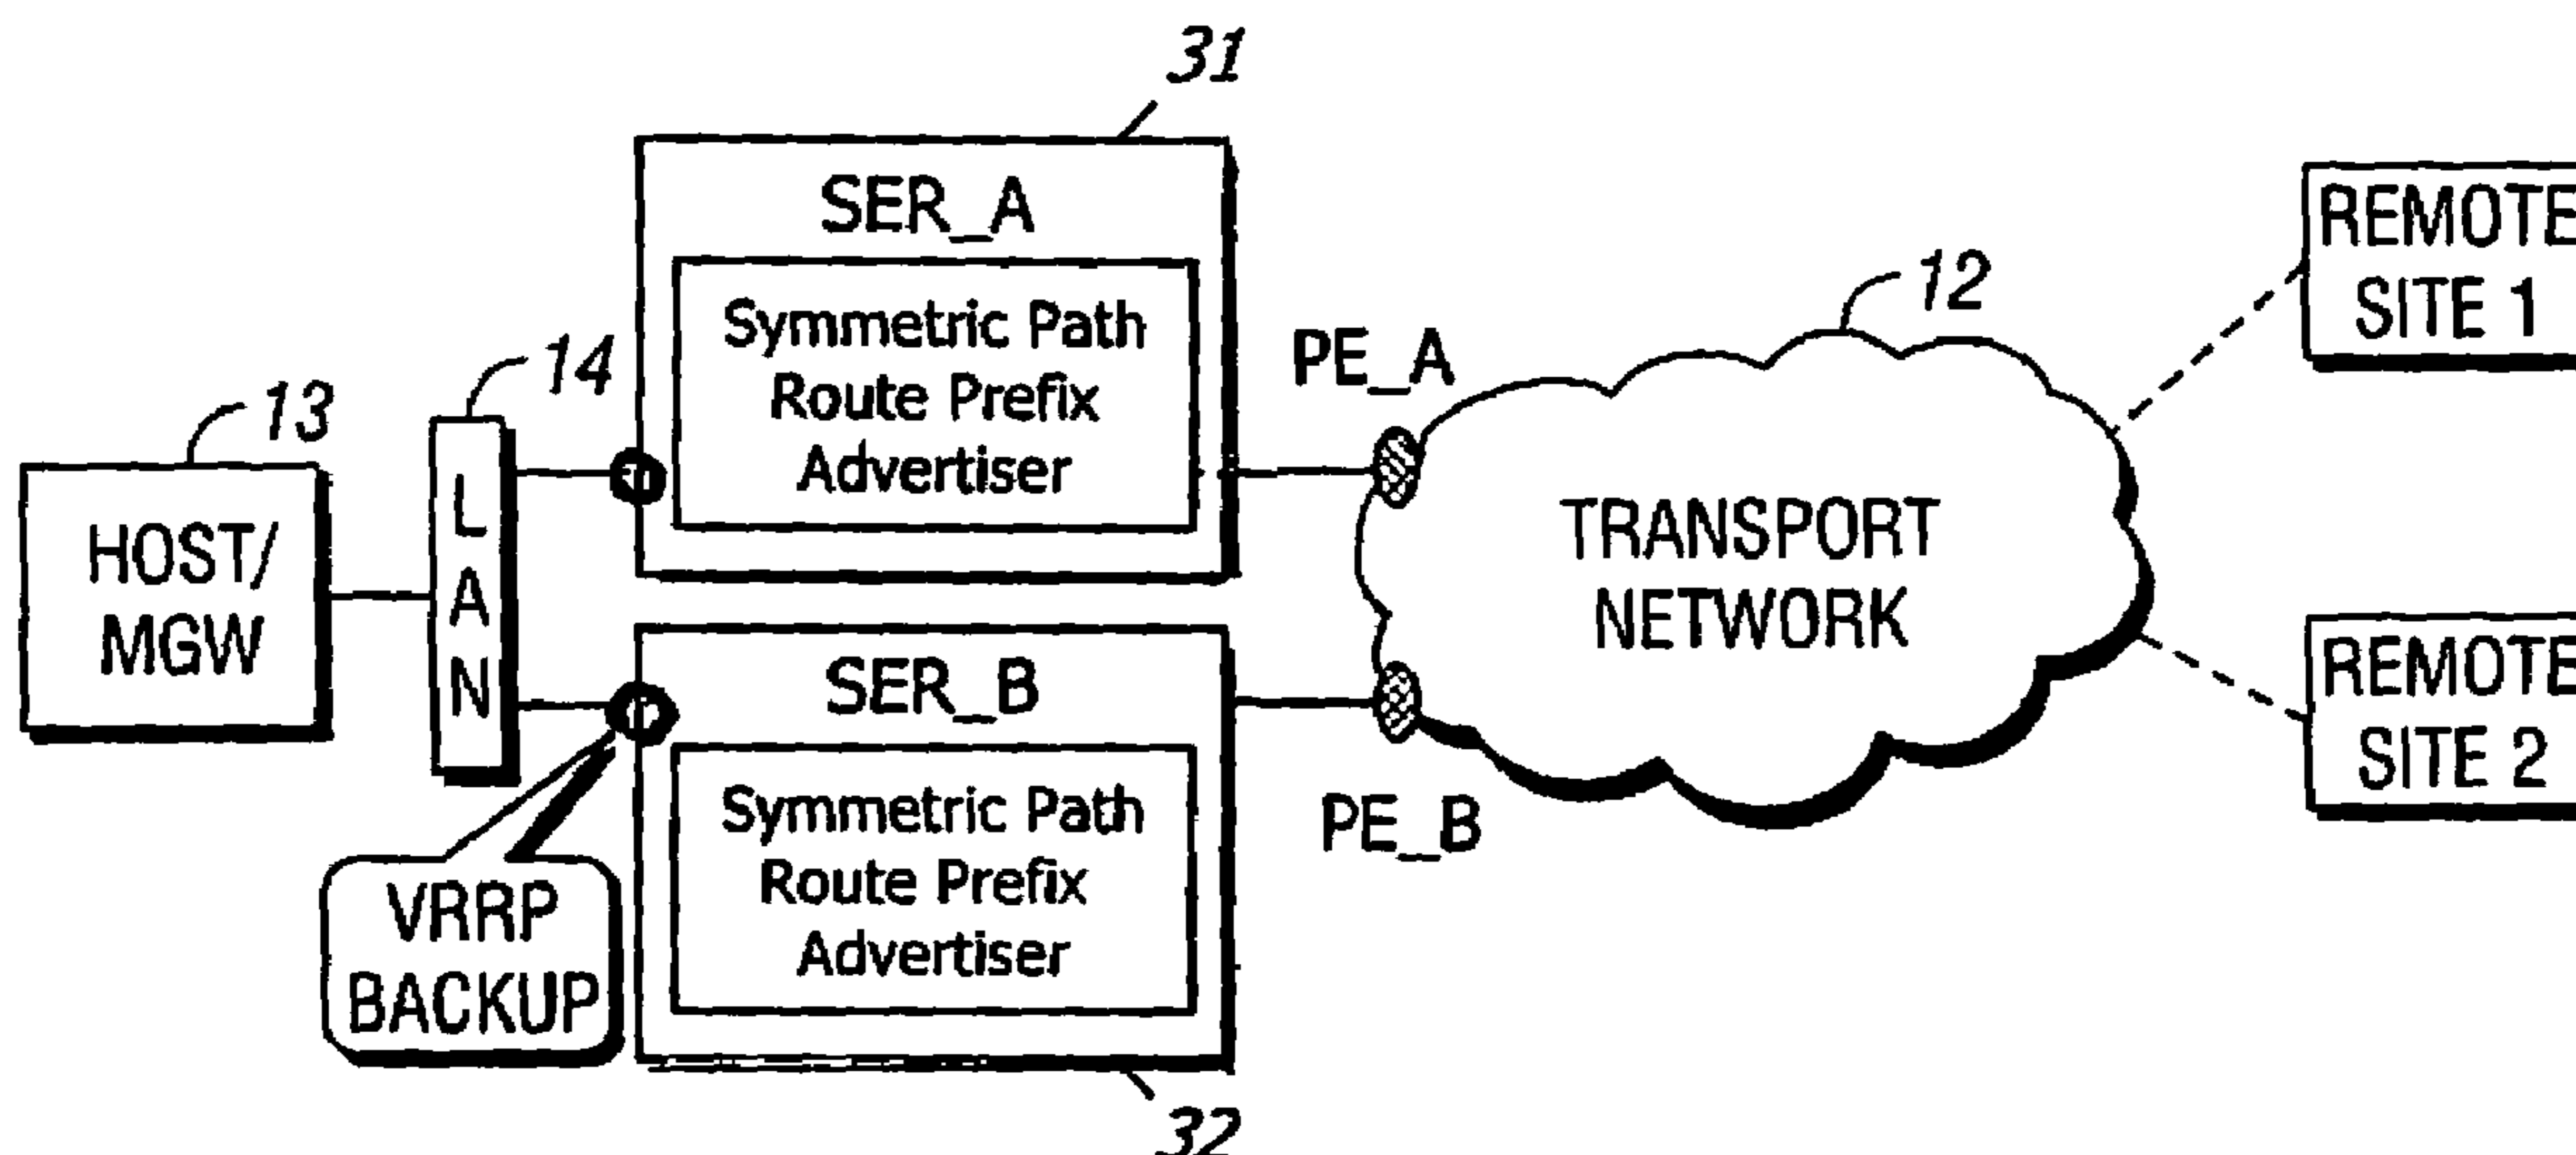 31
SER_A
Symmetric Path
Route Prefix
Advertiser
12
REMOTE
SITE 1
PE_A
14
13
LAN
HOST/
MGW
TRANSPORT
NETWORK
SER_B
Symmetric Path
Route Prefix
Advertiser
REMOTE
SITE 2
PE_B
VRRP
BACKUP
32